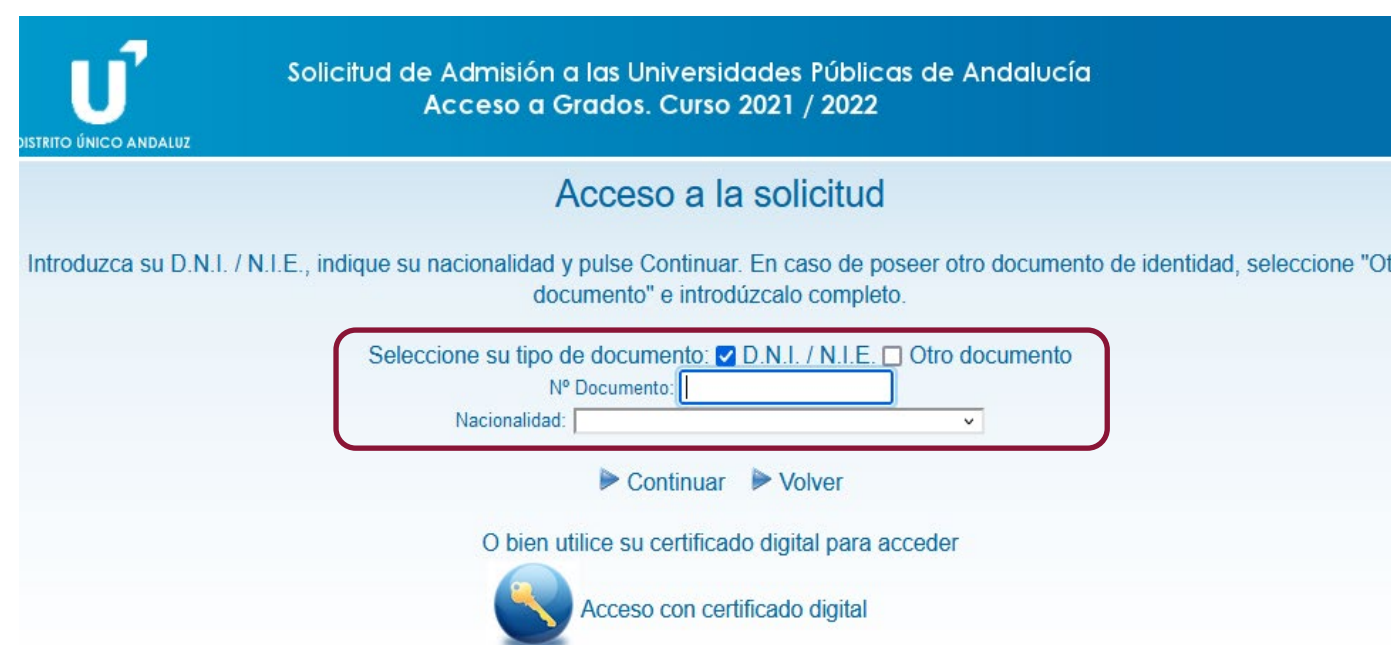 Solicitud de Admisión a las Universidades Públicas de Andalucía
Acceso a Grados. Curso 2021 / 2022
DISTRITO ÚNICO ANDALUZ
Acceso a la solicitud
Introduzca su D.N.I. / N.I.E., indique su nacionalidad y pulse Continuar. En caso de poseer otro documento de identidad, seleccione "Ot
documento" e introdúzcalo completo.
Seleccione su tipo de documento: D.N.I. / N.I.E. Otro documento
Nº Documento:
Nacionalidad:
Continuar Volver
O bien utilice su certificado digital para acceder
Acceso con certificado digital